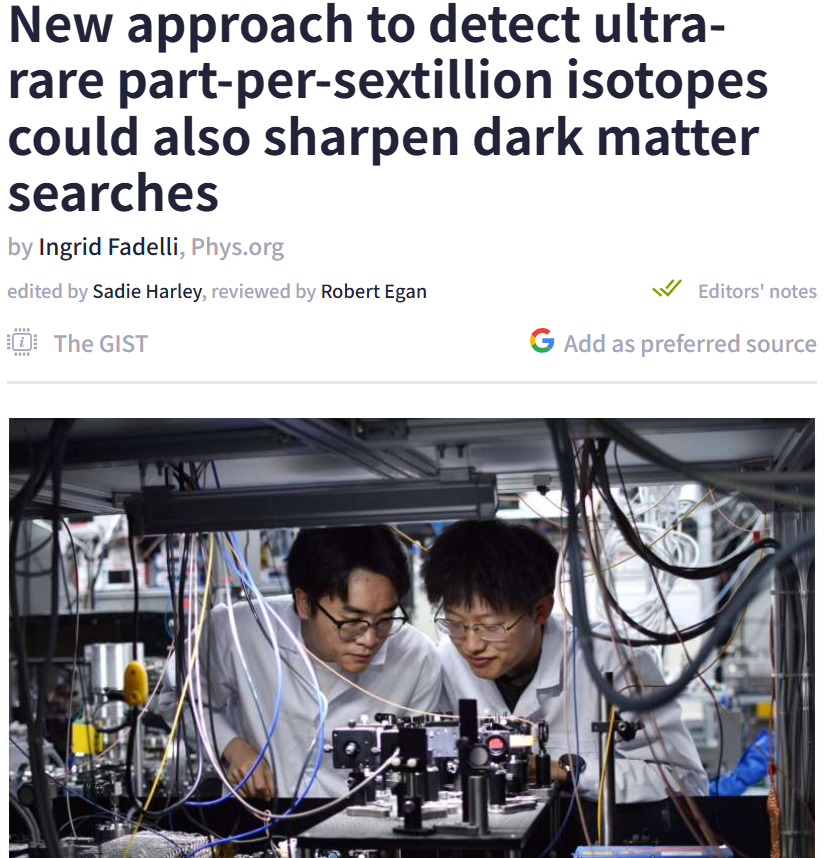 New approach to detect ultra-
rare part-per-sextillion isotopes
could also sharpen dark matter
searches
by Ingrid Fadelli, Phys.org
edited by Sadie Harley, reviewed by Robert Egan
Editors' notes
The GIST
Add as preferred source